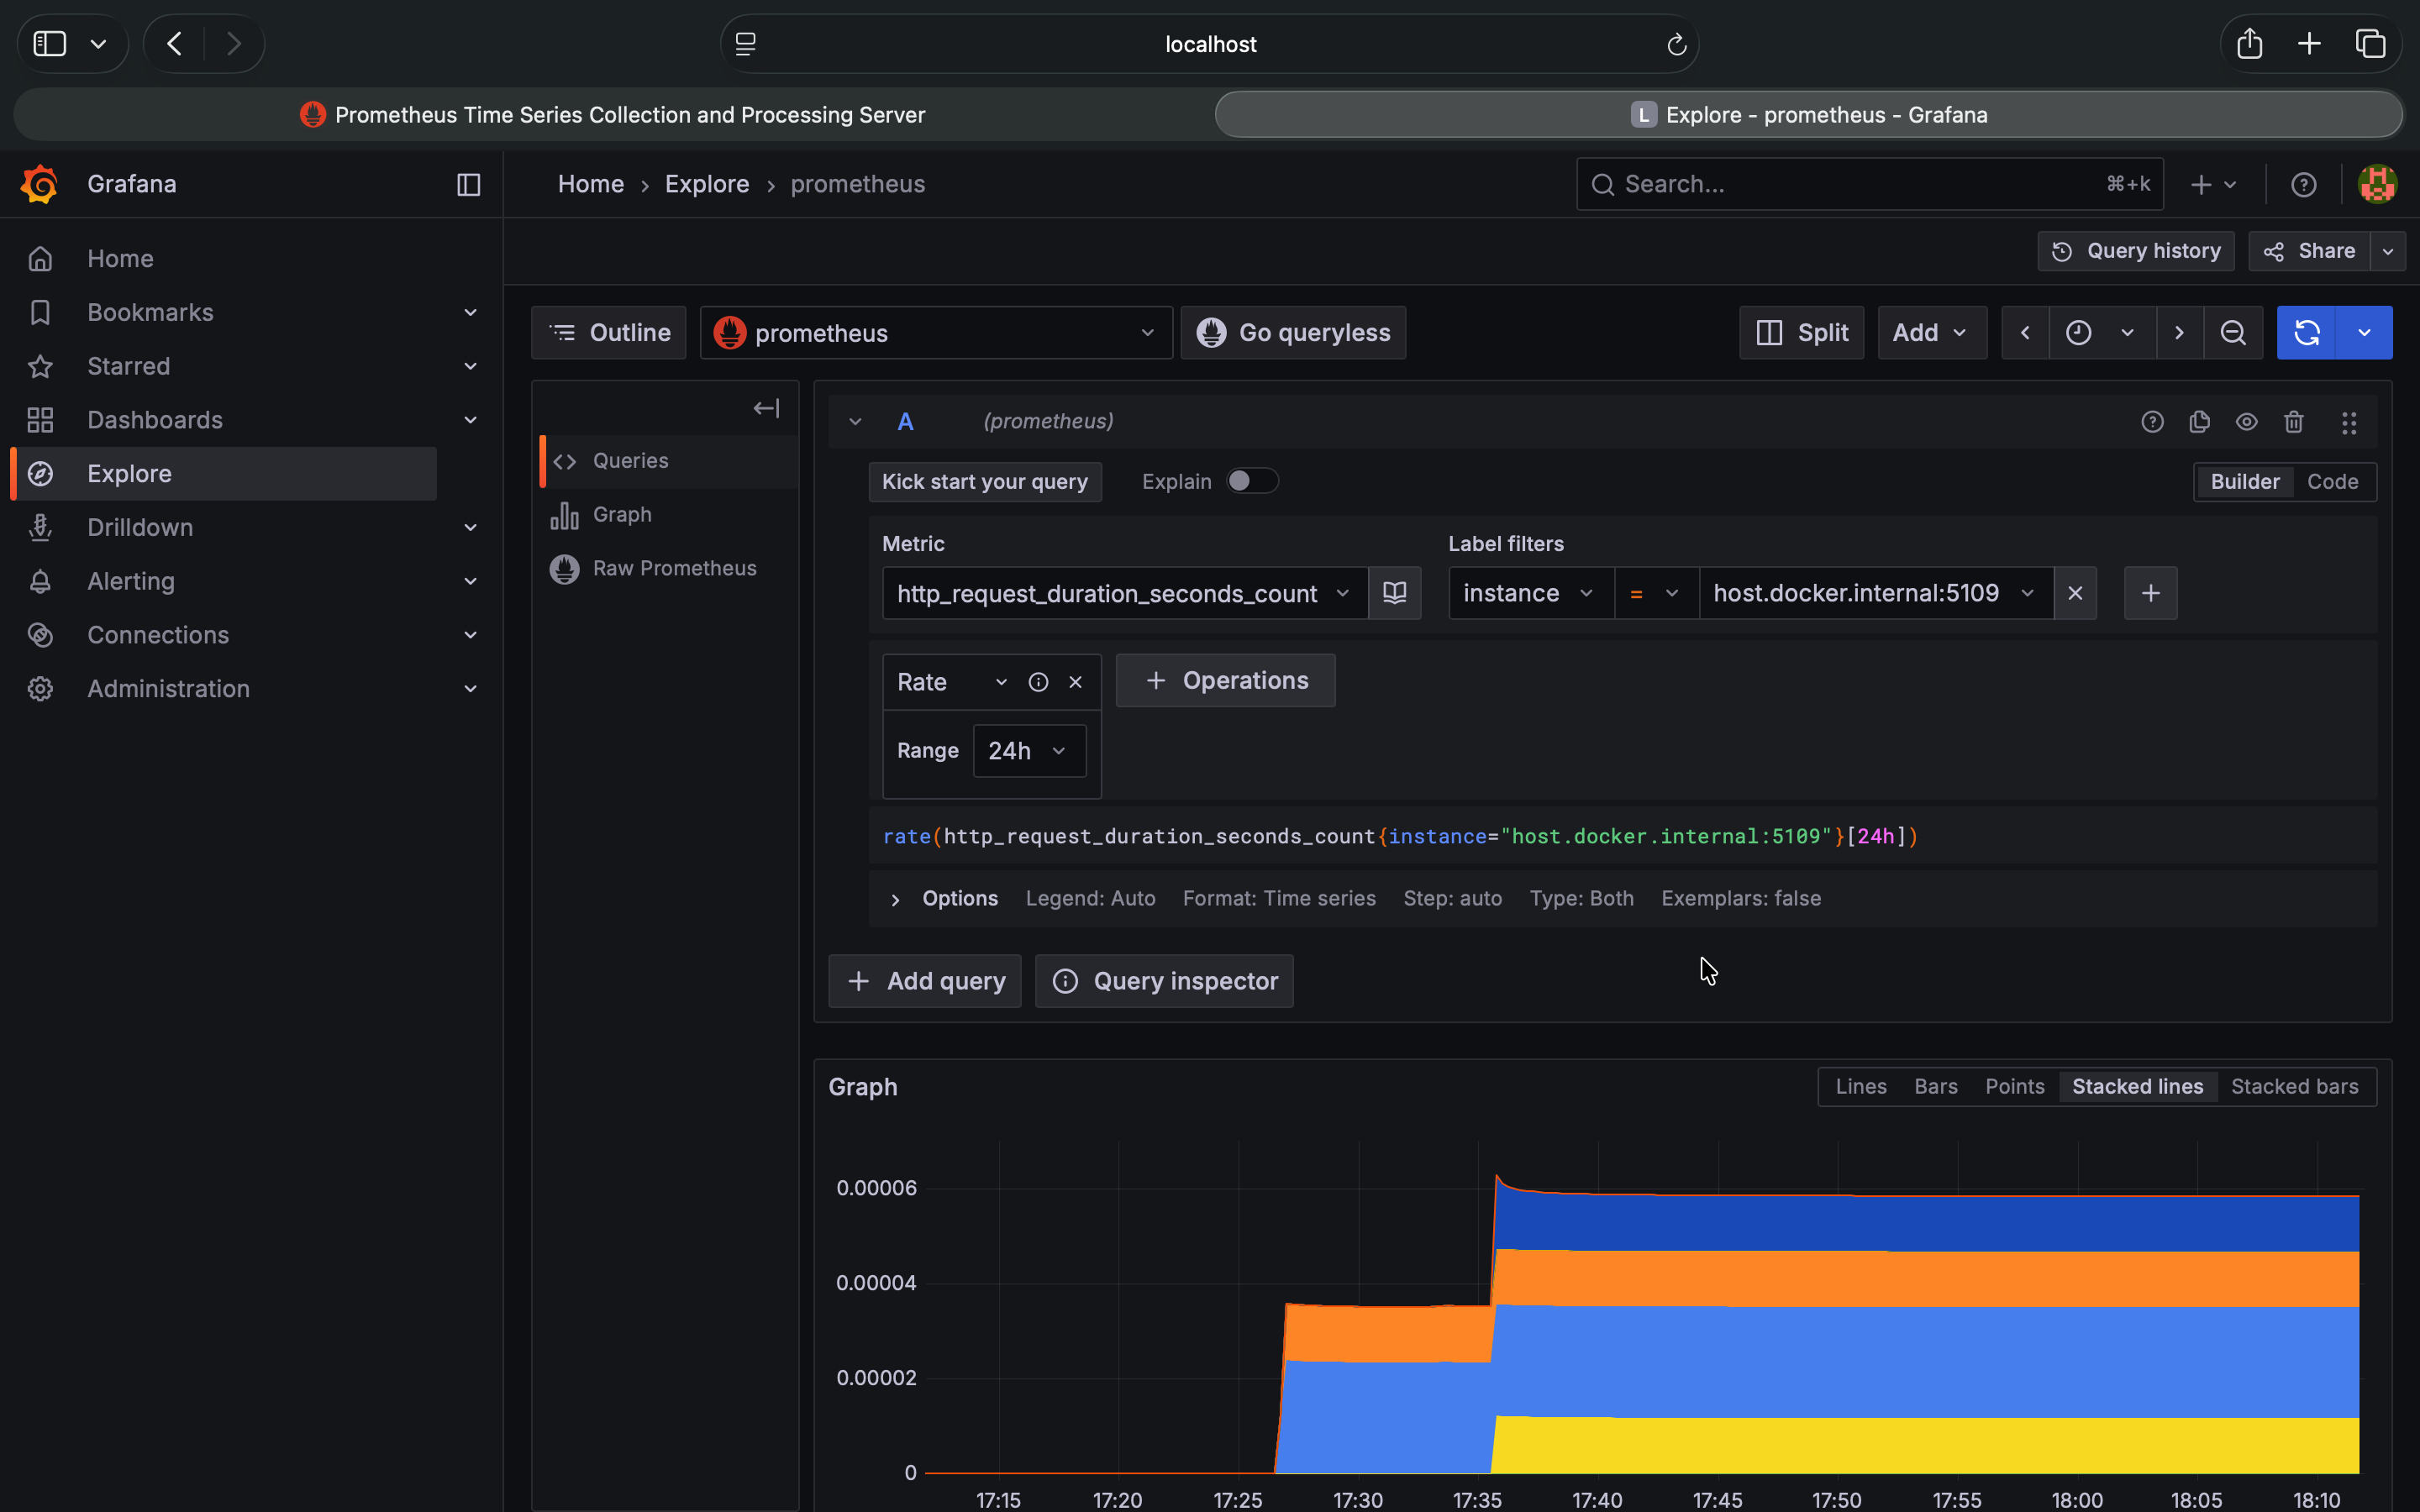 localhost
Prometheus Time Series Collection and Processing Server
L Explore - prometheus - Grafana
Grafana
Home › Explore › prometheus
Search... ⌘+k
Query history
Share
Home
Bookmarks
Starred
Dashboards
Explore
Drilldown
Alerting
Connections
Administration
Outline
prometheus
Go queryless
Split
Add
Queries
Graph
Raw Prometheus
A (prometheus)
Kick start your query
Explain
Builder Code
Metric
Label filters
http_request_duration_seconds_count
instance = host.docker.internal:5109
Rate
+ Operations
Range 24h
rate(http_request_duration_seconds_count{instance="host.docker.internal:5109"}[24h])
Options Legend: Auto Format: Time series Step: auto Type: Both Exemplars: false
+ Add query
Query inspector
Graph
Lines Bars Points Stacked lines Stacked bars
0.00006
0.00004
0.00002
0
17:15 17:20 17:25 17:30 17:35 17:40 17:45 17:50 17:55 18:00 18:05 18:10